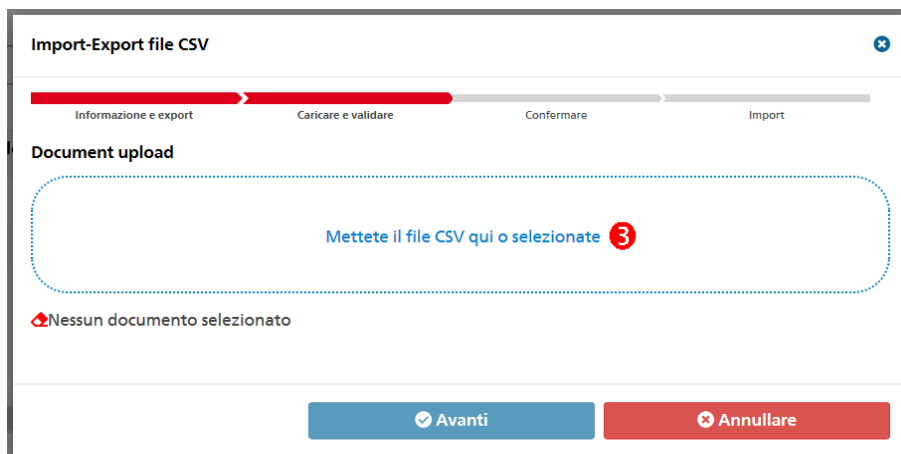 Import-Export file CSV
Informazione e export
Caricare e validare
Confermare
Import
Document upload
Mettete il file CSV qui o selezionate 3
Nessun documento selezionato
Avanti
Annullare